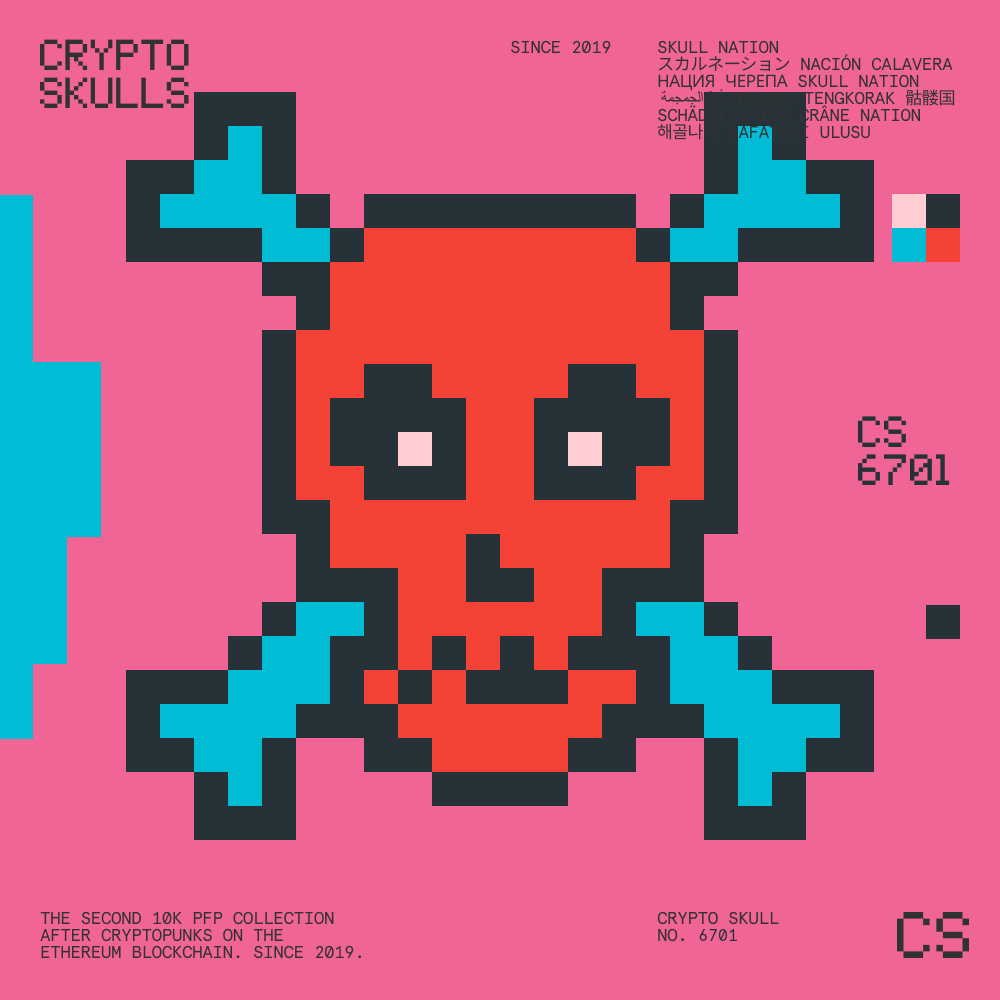 CRYPTO
SKULLS
SINCE 2019
SKULL NATION
スカルネーション NACIÓN CALAVERA
НАЦИЯ ЧЕРЕПА SKULL NATION
TENGKORAK 骷髅国
CRÂNE NATION
해골나 ULUSU
CS
6701
THE SECOND 10K PFP COLLECTION
AFTER CRYPTOPUNKS ON THE
ETHEREUM BLOCKCHAIN. SINCE 2019.
CRYPTO SKULL
NO. 6701
CS